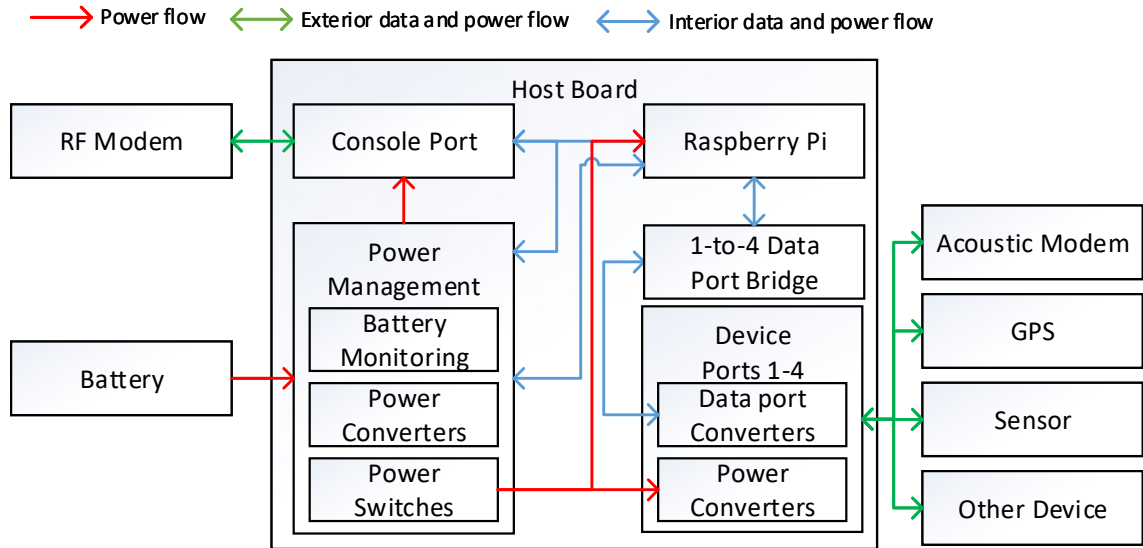 Power flow
Exterior data and power flow
Interior data and power flow
Host Board
RF Modem
Console Port
Raspberry Pi
Power
Management
1-to-4 Data
Port Bridge
Acoustic Modem
Battery
Monitoring
Device
Ports 1-4
GPS
Battery
Power
Converters
Data port
Converters
Sensor
Power
Switches
Power
Converters
Other Device